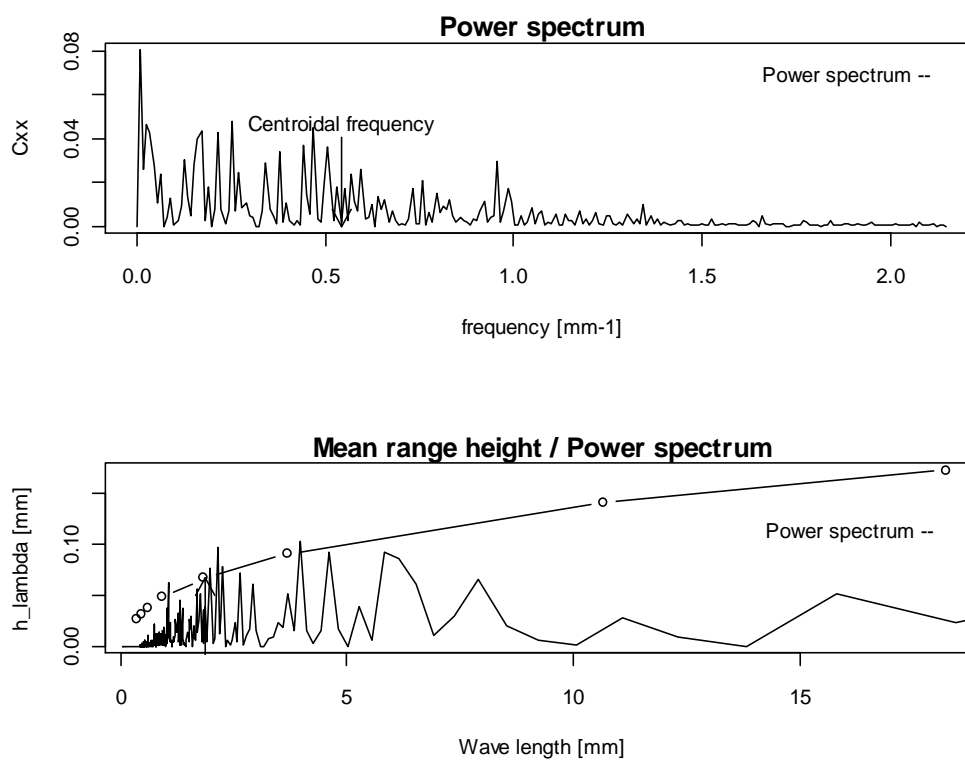 Power spectrum
Power spectrum --
Centroidal frequency
Cxx
0.00 0.04 0.08
0.0 0.5 1.0 1.5 2.0
frequency [mm-1]
Mean range height / Power spectrum
Power spectrum --
h_lambda [mm]
0.00 0.10
0 5 10 15
Wave length [mm]